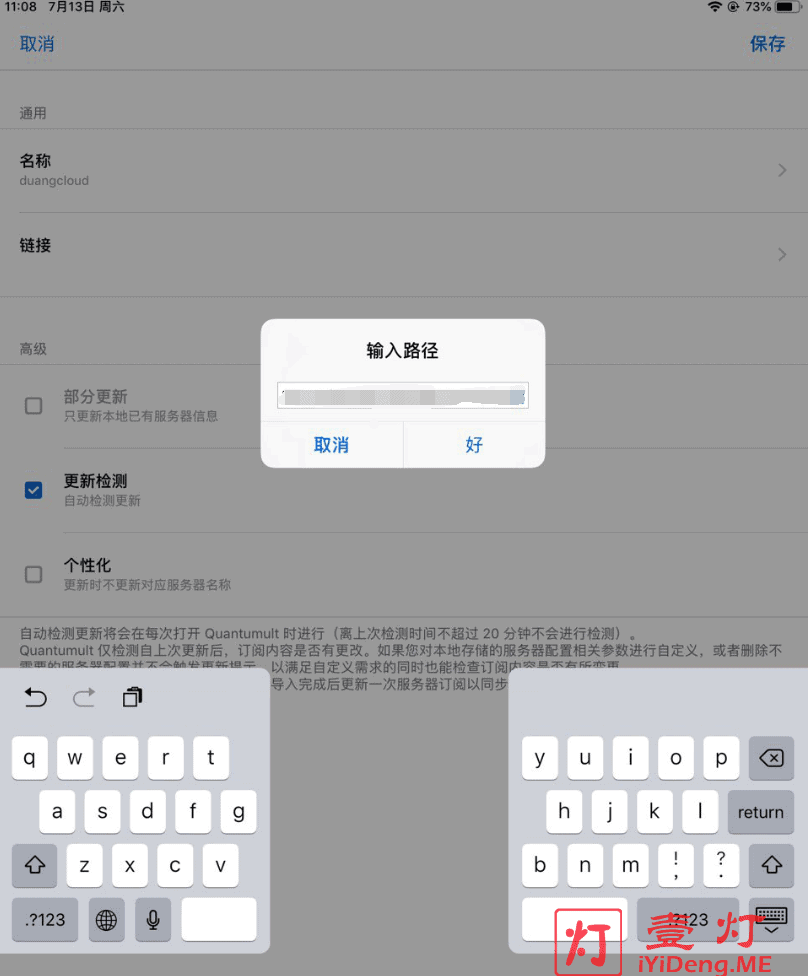 11:08 7月13日 周六 73%
取消 保存
通用
名称
duangcloud
链接
高级
部分更新
只更新本地已有服务器信息
更新检测
自动检测更新
个性化
更新时不更新对应服务器名称
输入路径
取消 好
自动检测更新将会在每次打开 Quantumult 时进行（离上次检测时间不超过 20 分钟不会进行检测）。
Quantumult 仅检测自上次更新后，订阅内容是否有更改。如果您对本地存储的服务器配置相关参数进行自定义，或者删除不
需要的服务器配置并不会触发更新提示，以满足自定义需求的同时也能检查订阅内容是否有所变更。
导入完成后更新一次服务器订阅以同步
q w e r t y u i o p
a s d f g h j k l return
z x c v b n m ! , ? .
.?123 .?123
灯 壹灯
iYiDeng.ME